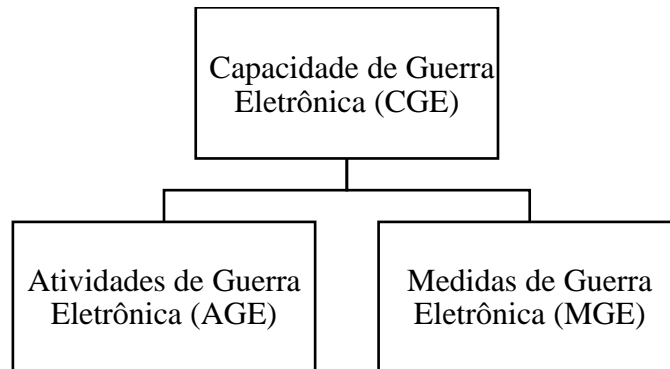 Capacidade de Guerra
Eletrônica (CGE)
Atividades de Guerra
Eletrônica (AGE)
Medidas de Guerra
Eletrônica (MGE)